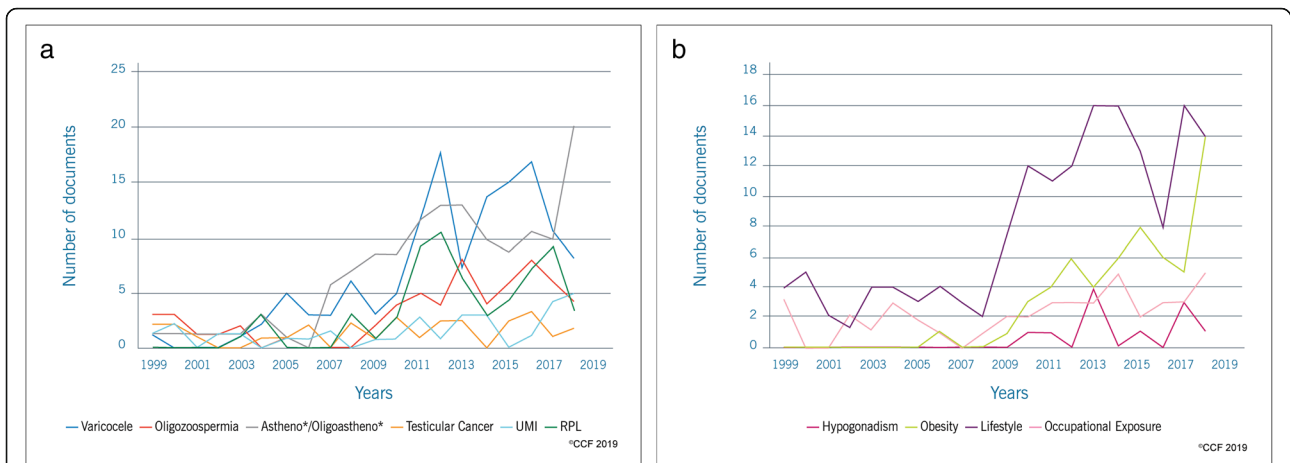 a
25
20
15
10
5
0
Number of documents
1999 2001 2003 2005 2007 2009 2011 2013 2015 2017 2019
Years
Varicocele Oligozoospermia Astheno*/Oligoastheno* Testicular Cancer UMI RPL
©CCF 2019
b
18
16
14
12
10
8
6
4
2
0
Number of documents
1999 2001 2003 2005 2007 2009 2011 2013 2015 2017 2019
Years
Hypogonadism Obesity Lifestyle Occupational Exposure
©CCF 2019